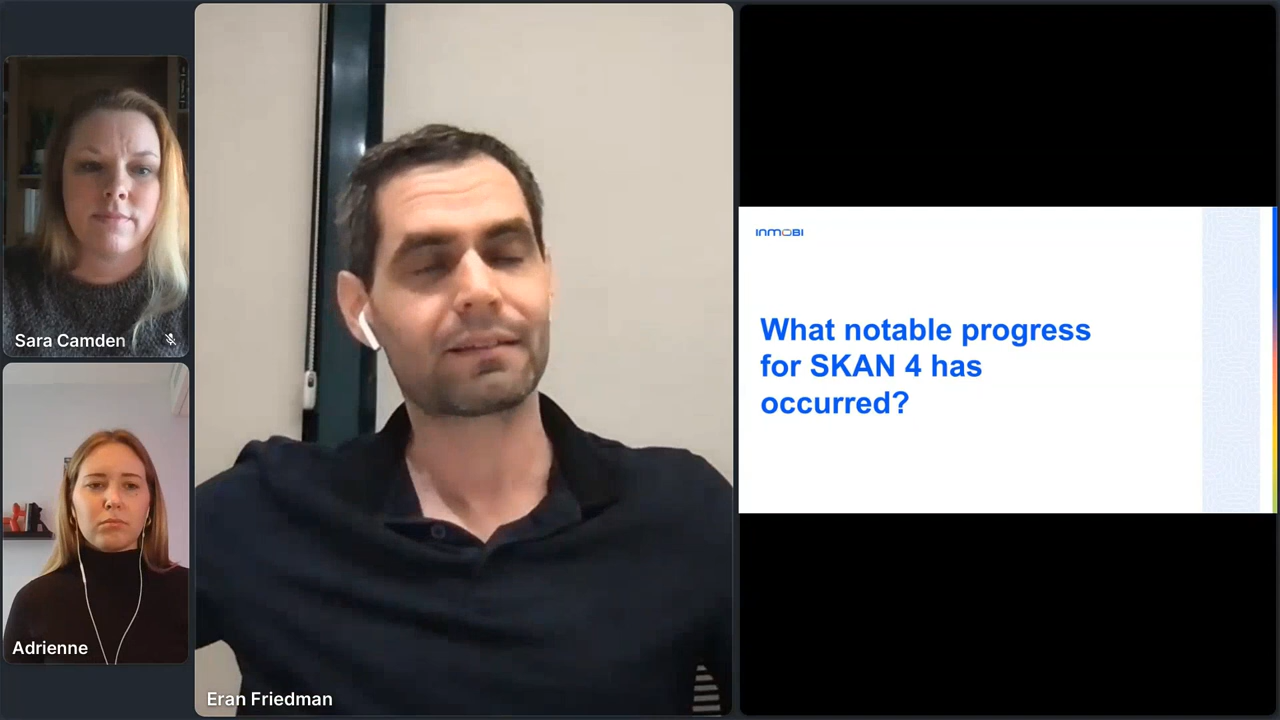 Sara Camden
Adrienne
Eran Friedman
INMOBI
What notable progress
for SKAN 4 has
occurred?